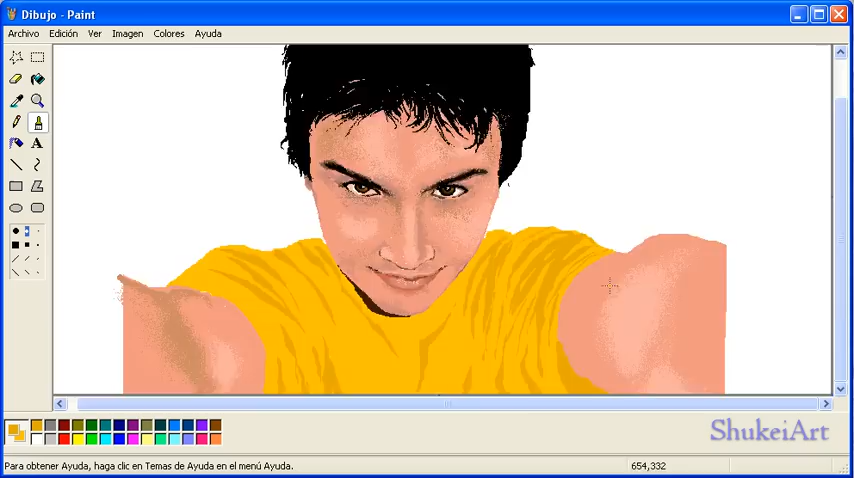 Dibujo - Paint
Archivo Edición Ver Imagen Colores Ayuda
A
ShukeiArt
Para obtener Ayuda, haga clic en Temas de Ayuda en el menú Ayuda.
654,332